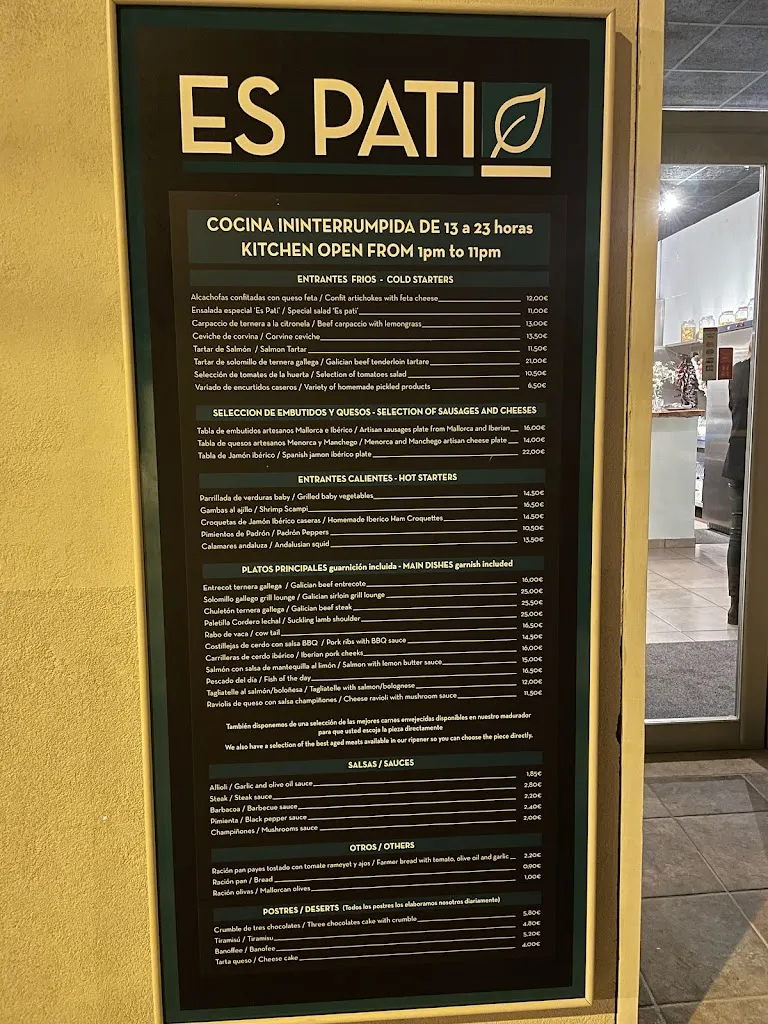 ES PATI
COCINA ININTERRUMPIDA DE 13 a 23 horas
KITCHEN OPEN FROM 1pm to 11pm
ENTRANTES FRIOS - COLD STARTERS
Alcachofas confitadas con queso feta / Confit artichokes with feta cheese 12,00€
Ensalada especial 'Es Pati' / Special salad 'Es pati' 11,00€
Carpaccio de ternera a la citronela / Beef carpaccio with lemongrass 13,00€
Ceviche de corvina / Corvine ceviche 13,50€
Tartar de Salmón / Salmon Tartar 11,50€
Tartar de solomillo de ternera gallega / Galician beef tenderloin tartare 21,00€
Selección de tomates de la huerta / Selection of tomatoes salad 10,50€
Variado de encurtidos caseros / Variety of homemade pickled products 6,50€
SELECCION DE EMBUTIDOS Y QUESOS - SELECTION OF SAUSAGES AND CHEESES
Tabla de embutidos artesanos Mallorca e Ibérico / Artisan sausages plate from Mallorca and Iberian 16,00€
Tabla de quesos artesanos Menorca y Manchego / Menorca and Manchego artisan cheese plate 14,00€
Tabla de Jamón ibérico / Spanish jamon ibérico plate 22,00€
ENTRANTES CALIENTES - HOT STARTERS
Parrillada de verduras baby / Grilled baby vegetables 14,50€
Gambas al ajillo / Shrimp Scampi 16,50€
Croquetas de Jamón Ibérico caseras / Homemade Iberico Ham Croquettes 14,50€
Pimientos de Padrón / Padrón Peppers 10,50€
Calamares andaluza / Andalusian squid 13,50€
PLATOS PRINCIPALES guarnición incluida - MAIN DISHES garnish included
Entrecot ternera gallega / Galician beef entrecote 16,00€
Solomillo gallego grill lounge / Galician sirloin grill lounge 25,00€
Chuletón ternera gallega / Galician beef steak 25,50€
Paletilla Cordero lechal / Suckling lamb shoulder 25,00€
Rabo de vaca / cow tail 16,50€
Costillejas de cerdo con salsa BBQ / Pork ribs with BBQ sauce 14,50€
Carrilleras de cerdo ibérico / Iberian pork cheeks 16,00€
Salmón con salsa de mantequilla al limón / Salmon with lemon butter sauce 15,00€
Pescado del día / Fish of the day 16,50€
Tagliatelle al salmón/boloñesa / Tagliatelle with salmon/bolognese 12,00€
Raviolis de queso con salsa champiñones / Cheese ravioli with mushroom sauce 11,50€
También disponemos de una selección de las mejores carnes envejecidas disponibles en nuestro madurador
para que usted escoja la pieza directamente
We also have a selection of the best aged meats available in our ripener so you can choose the piece directly.
SALSAS / SAUCES
Allioli / Garlic and olive oil sauce 1,85€
Steak / Steak sauce 2,80€
Barbacoa / Barbecue sauce 2,20€
Pimienta / Black pepper sauce 2,40€
Champiñones / Mushrooms sauce 2,00€
OTROS / OTHERS
Ración pan payes tostado con tomate rameyet y ajos / Farmer bread with tomato, olive oil and garlic 2,20€
Ración pan / Bread 0,90€
Ración olivas / Mallorcan olives 1,00€
POSTRES / DESERTS (Todos los postres los elaboramos nosotros diariamente)
Crumble de tres chocolates / Three chocolates cake with crumble 5,80€
Tiramisú / Tiramisu 4,80€
Banoffee / Banofee 5,20€
Tarta queso / Cheese cake 4,00€